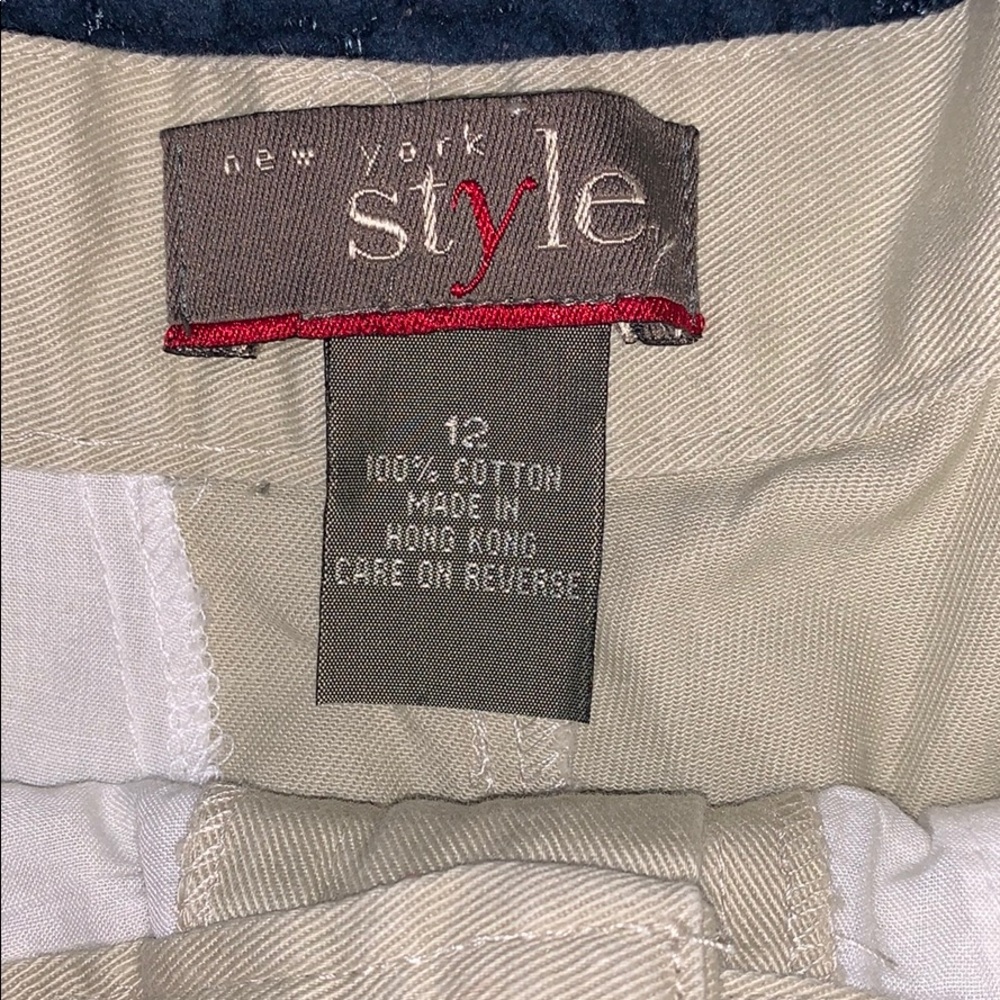 new york
style
12
100% COTTON
MADE IN
HONG KONG
CARE ON REVERSE